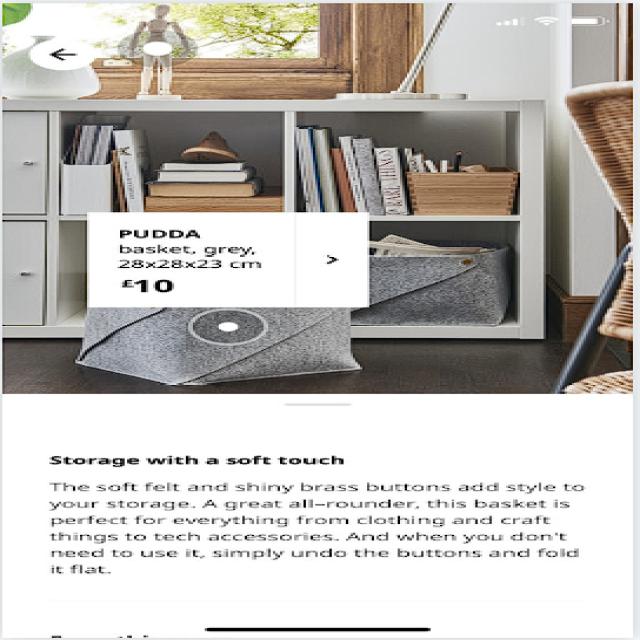 PUDDA
basket, grey,
28x28x23 cm
£10
Storage with a soft touch
The soft felt and shiny brass buttons add style to
your storage. A great all-rounder, this basket is
perfect for everything from clothing and craft
things to tech accessories. And when you don't
need to use it, simply undo the buttons and fold
it flat.